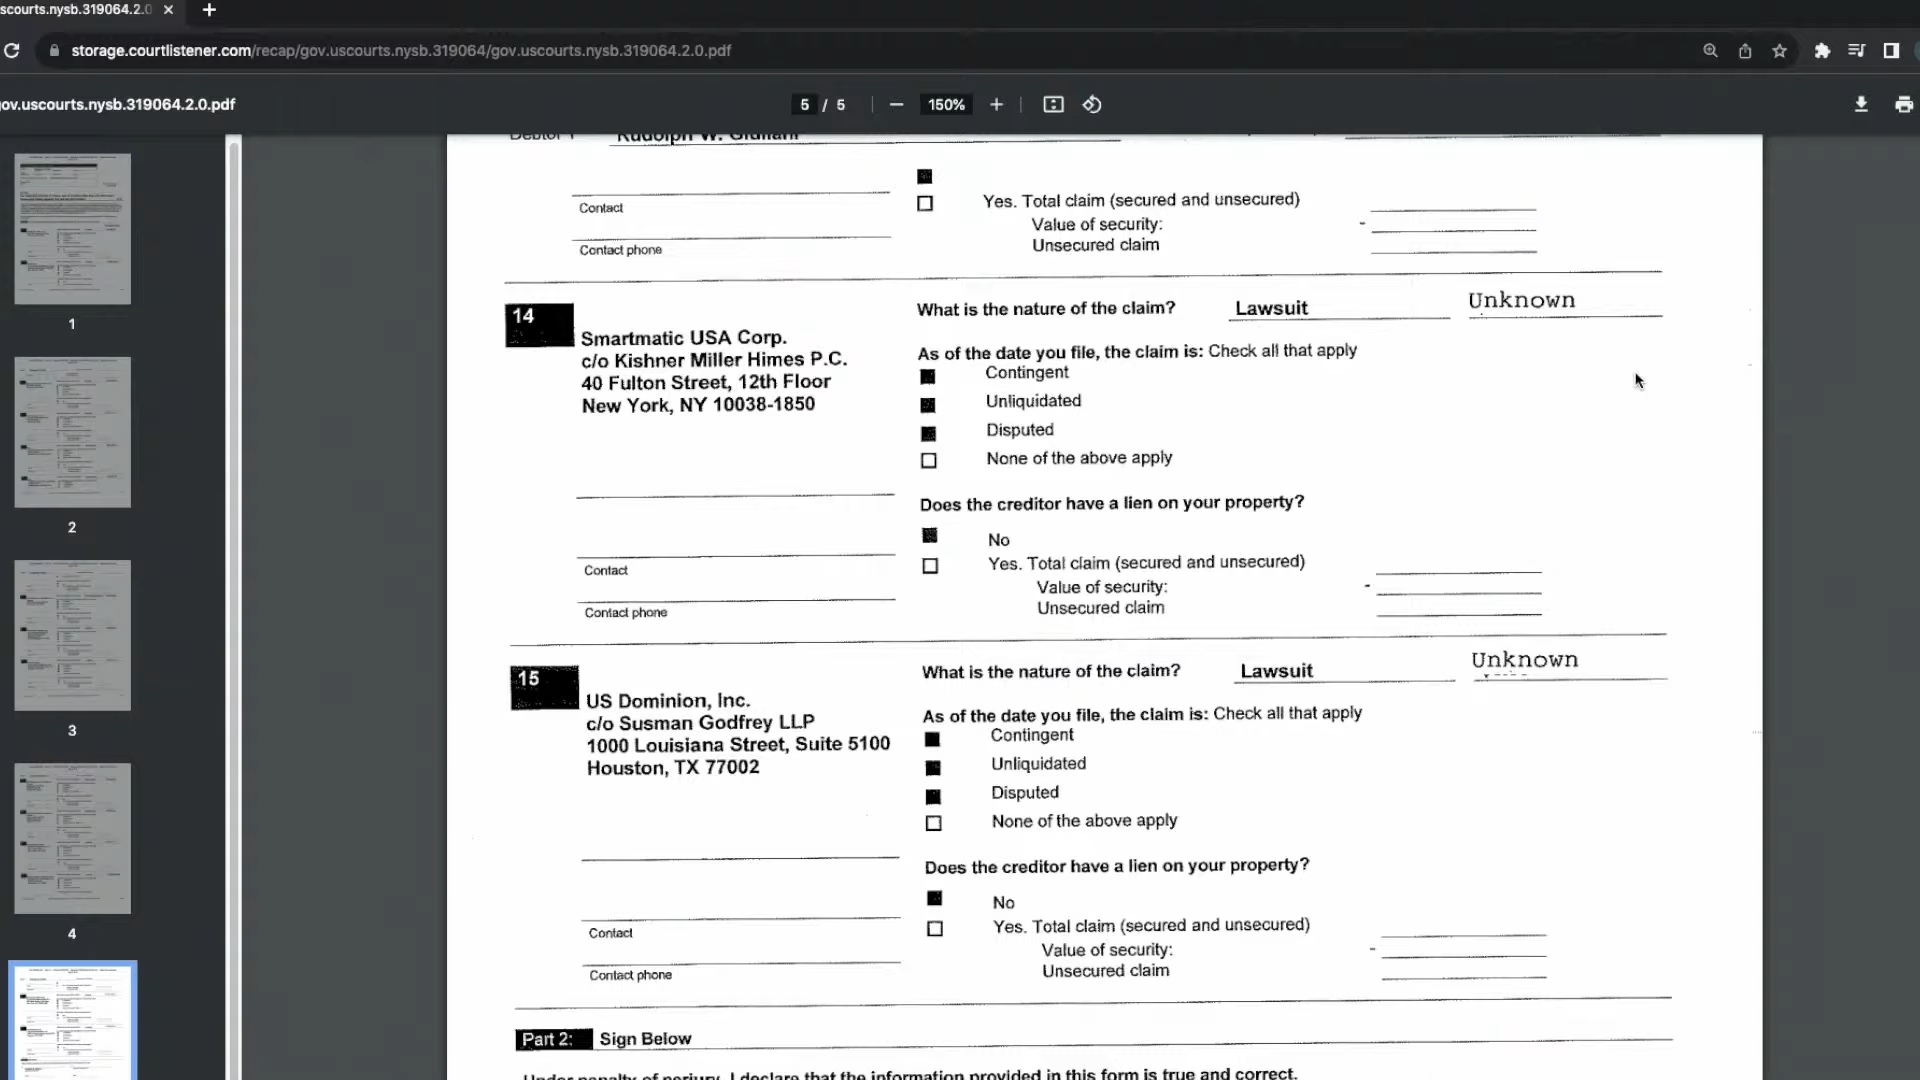 scourts.nysb.319064.2.0
storage.courtlistener.com/recap/gov.uscourts.nysb.319064/gov.uscourts.nysb.319064.2.0.pdf
gov.uscourts.nysb.319064.2.0.pdf
5 / 5
150%
Debtor 1 Rudolph W. Giuliani
Yes. Total claim (secured and unsecured)
Contact
Value of security: -
Unsecured claim
Contact phone
14
What is the nature of the claim? Lawsuit Unknown
Smartmatic USA Corp.
c/o Kishner Miller Himes P.C.
40 Fulton Street, 12th Floor
New York, NY 10038-1850
As of the date you file, the claim is: Check all that apply
Contingent
Unliquidated
Disputed
None of the above apply
Does the creditor have a lien on your property?
No
Yes. Total claim (secured and unsecured)
Contact
Value of security: -
Unsecured claim
Contact phone
15
What is the nature of the claim? Lawsuit Unknown
US Dominion, Inc.
c/o Susman Godfrey LLP
1000 Louisiana Street, Suite 5100
Houston, TX 77002
As of the date you file, the claim is: Check all that apply
Contingent
Unliquidated
Disputed
None of the above apply
Does the creditor have a lien on your property?
No
Yes. Total claim (secured and unsecured)
Contact
Value of security: -
Unsecured claim
Contact phone
Part 2: Sign Below
Under penalty of perjury, I declare that the information provided in this form is true and correct.
1
2
3
4